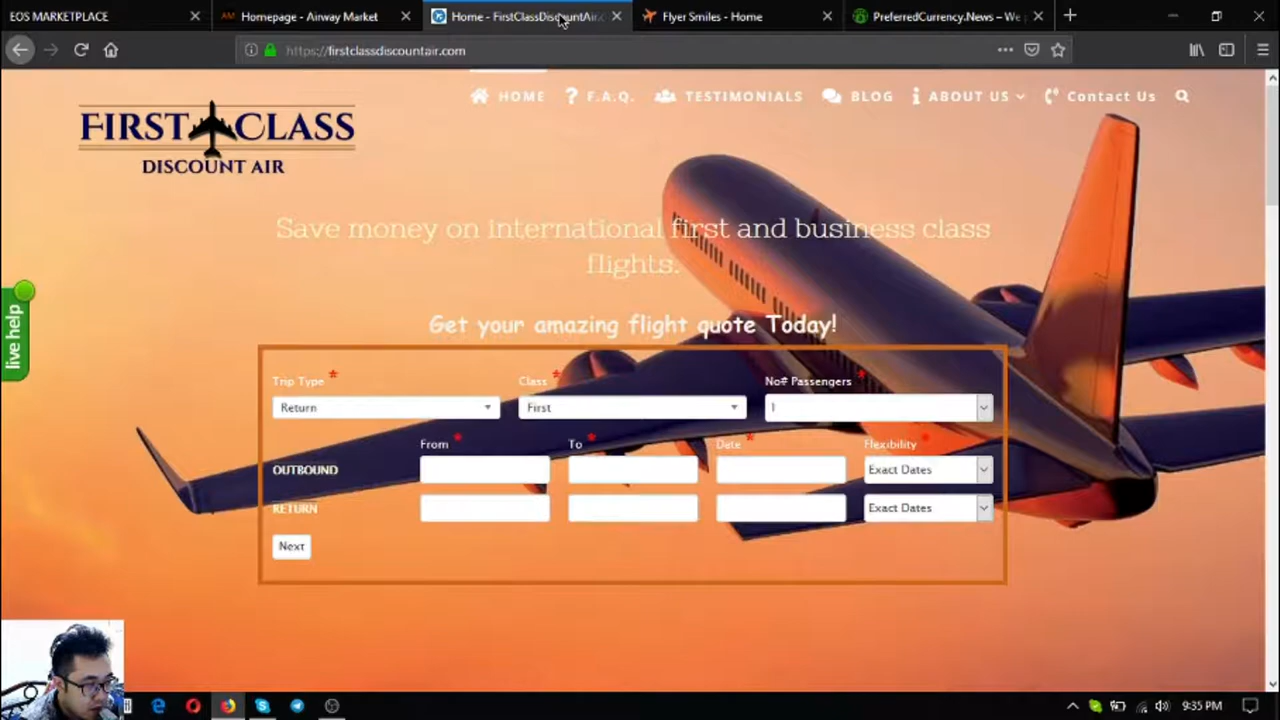 EOS MARKETPLACE
Homepage - Airway Market
Home - FirstClassDiscountAir.c
Flyer Smiles - Home
PreferredCurrency.News – We
https://firstclassdiscountair.com
HOME
F.A.Q.
TESTIMONIALS
BLOG
ABOUT US
Contact Us
FIRST CLASS
DISCOUNT AIR
Save money on international first and business class
flights.
Get your amazing flight quote Today!
live help
Trip Type *
Class *
No# Passengers *
Return
First
1
From *
To *
Date *
Flexibility *
OUTBOUND
Exact Dates
RETURN
Exact Dates
Next
9:35 PM